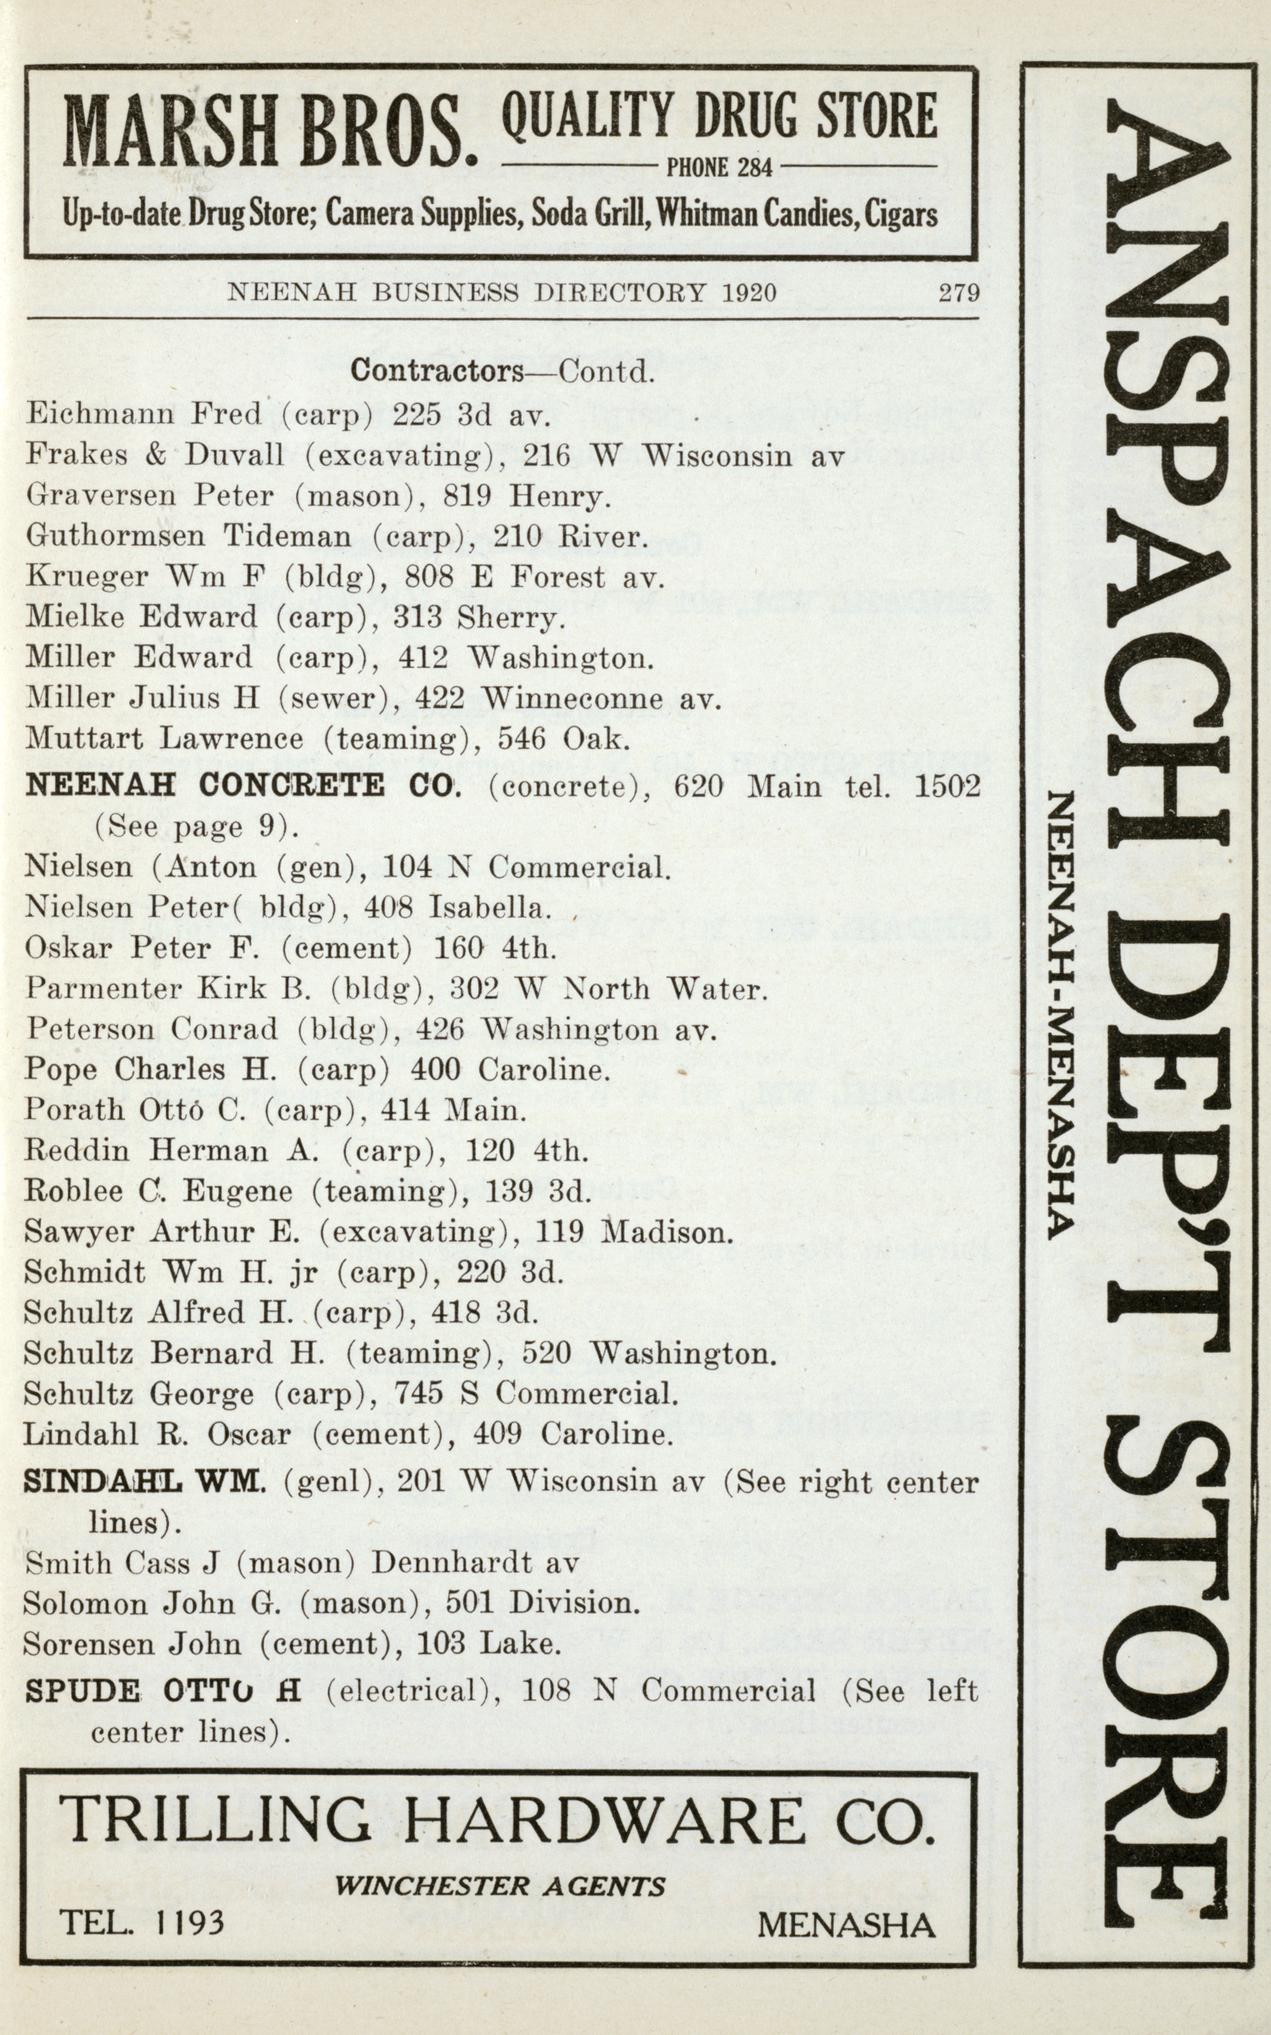 MARSH BROS. QUALITY DRUG STORE
PHONE 284
Up-to-date Drug Store; Camera Supplies, Soda Grill, Whitman Candies, Cigars
NEENAH BUSINESS DIRECTORY 1920 279
Contractors—Contd.
Eichmann Fred (carp) 225 3d av.
Frakes & Duvall (excavating), 216 W Wisconsin av
Graversen Peter (mason), 819 Henry.
Guthormsen Tideman (carp), 210 River.
Krueger Wm F (bldg), 808 E Forest av.
Mielke Edward (carp), 313 Sherry.
Miller Edward (carp), 412 Washington.
Miller Julius H (sewer), 422 Winneconne av.
Muttart Lawrence (teaming), 546 Oak.
NEENAH CONCRETE CO. (concrete), 620 Main tel. 1502
(See page 9).
Nielsen (Anton (gen), 104 N Commercial.
Nielsen Peter( bldg), 408 Isabella.
Oskar Peter F. (cement) 160 4th.
Parmenter Kirk B. (bldg), 302 W North Water.
Peterson Conrad (bldg), 426 Washington av.
Pope Charles H. (carp) 400 Caroline.
Porath Otto C. (carp), 414 Main.
Reddin Herman A. (carp), 120 4th.
Roblee C. Eugene (teaming), 139 3d.
Sawyer Arthur E. (excavating), 119 Madison.
Schmidt Wm H. jr (carp), 220 3d.
Schultz Alfred H. (carp), 418 3d.
Schultz Bernard H. (teaming), 520 Washington.
Schultz George (carp), 745 S Commercial.
Lindahl R. Oscar (cement), 409 Caroline.
SINDAHL WM. (genl), 201 W Wisconsin av (See right center
lines).
Smith Cass J (mason) Dennhardt av
Solomon John G. (mason), 501 Division.
Sorensen John (cement), 103 Lake.
SPUDE OTTO H (electrical), 108 N Commercial (See left
center lines).
TRILLING HARDWARE CO.
WINCHESTER AGENTS
TEL. 1193 MENASHA
ANSPACH DEP'T STORE
NEENAH-MENASHA